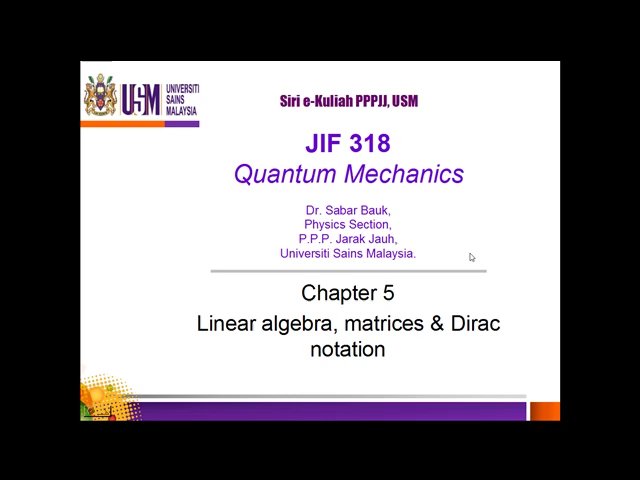 USM
UNIVERSITI
SAINS
MALAYSIA
Siri e-Kuliah PPPJJ, USM
JIF 318
Quantum Mechanics
Dr. Sabar Bauk,
Physics Section,
P.P.P. Jarak Jauh,
Universiti Sains Malaysia.
Chapter 5
Linear algebra, matrices & Dirac
notation